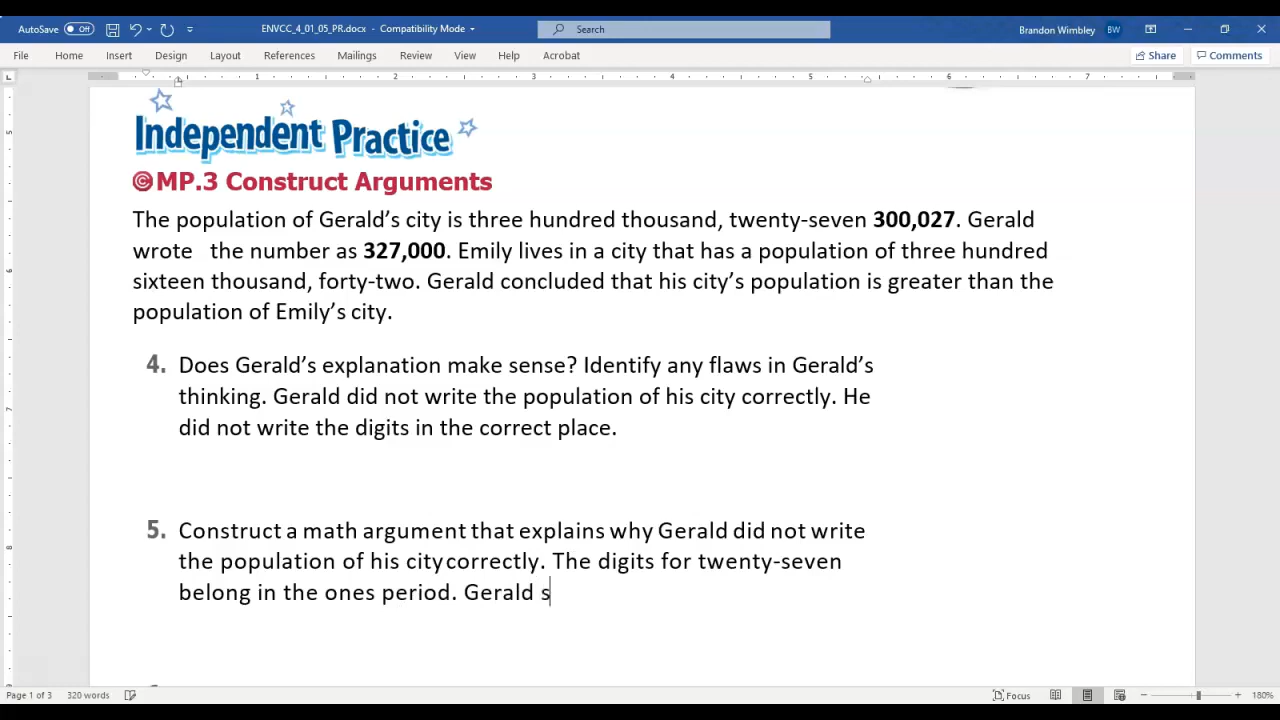 AutoSave Off ENVCC_4_01_05_PR.docx - Compatibility Mode Search Brandon Wimbley BW
File Home Insert Design Layout References Mailings Review View Help Acrobat Share Comments
1 2 3 4 5 6 7
Independent Practice
©MP.3 Construct Arguments
The population of Gerald's city is three hundred thousand, twenty-seven 300,027. Gerald
wrote the number as 327,000. Emily lives in a city that has a population of three hundred
sixteen thousand, forty-two. Gerald concluded that his city's population is greater than the
population of Emily's city.
4. Does Gerald's explanation make sense? Identify any flaws in Gerald's
thinking. Gerald did not write the population of his city correctly. He
did not write the digits in the correct place.
5. Construct a math argument that explains why Gerald did not write
the population of his city correctly. The digits for twenty-seven
belong in the ones period. Gerald s
Page 1 of 3 320 words Focus 180%